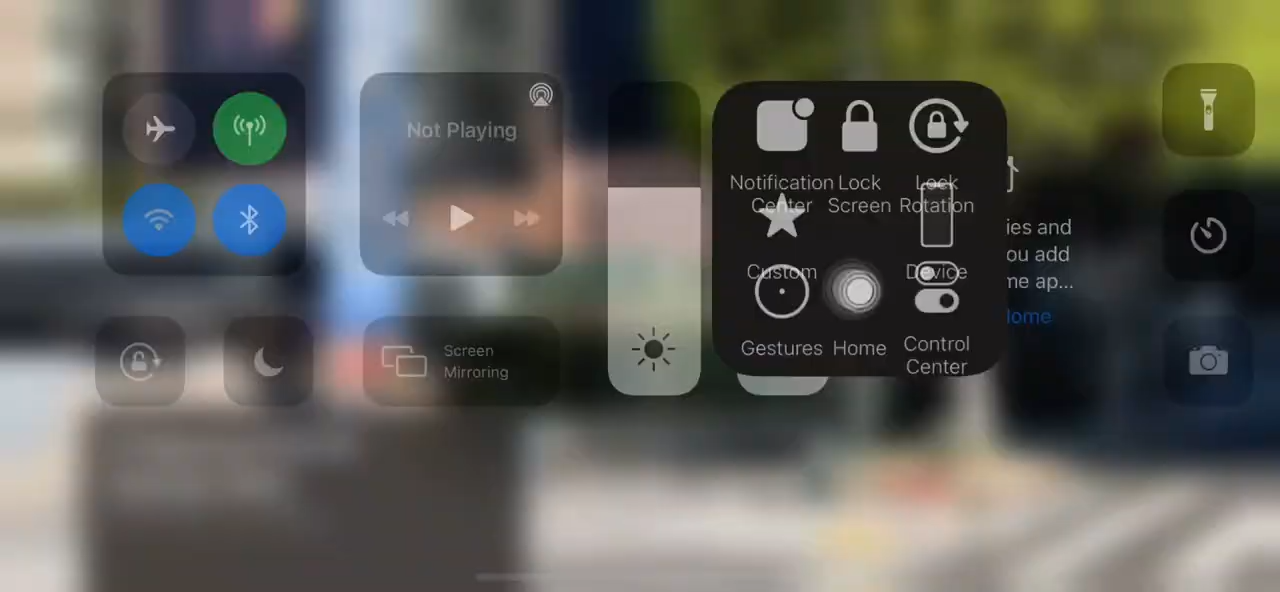 Not Playing
Screen
Mirroring
Notification
Center
Lock
Screen
Lock
Rotation
Custom
Device
Gestures
Home
Control
Center
ies and
ou add
me ap...
Home